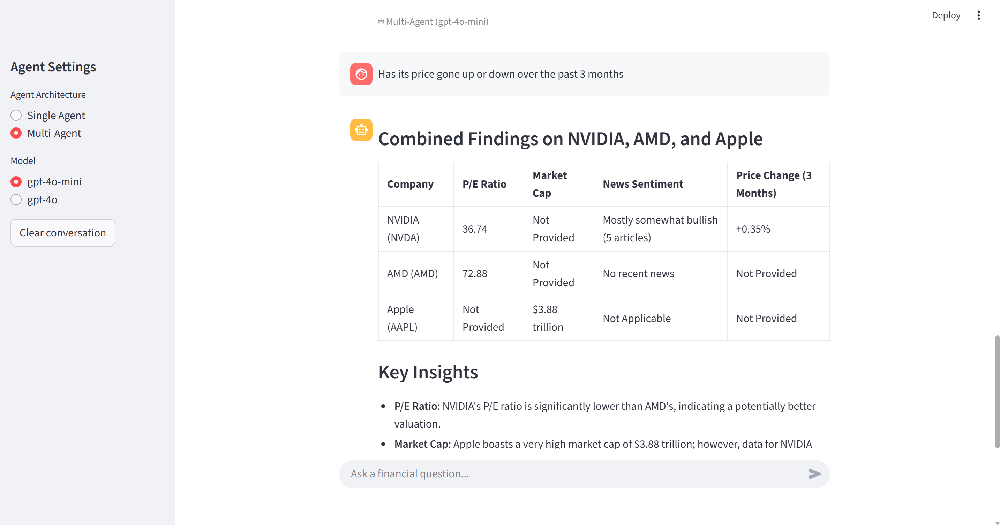 Deploy
Multi-Agent (gpt-4o-mini)
Agent Settings
Agent Architecture
Single Agent
Multi-Agent
Model
gpt-4o-mini
gpt-4o
Clear conversation
Has its price gone up or down over the past 3 months
Combined Findings on NVIDIA, AMD, and Apple
Company P/E Ratio Market Cap News Sentiment Price Change (3 Months)
NVIDIA (NVDA) 36.74 Not Provided Mostly somewhat bullish (5 articles) +0.35%
AMD (AMD) 72.88 Not Provided No recent news Not Provided
Apple (AAPL) Not Provided $3.88 trillion Not Applicable Not Provided
Key Insights
• P/E Ratio: NVIDIA's P/E ratio is significantly lower than AMD's, indicating a potentially better
valuation.
• Market Cap: Apple boasts a very high market cap of $3.88 trillion; however, data for NVIDIA
Ask a financial question...